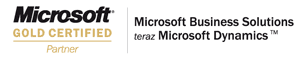 Microsoft®
GOLD CERTIFIED
Partner
Microsoft Business Solutions
teraz Microsoft Dynamics™